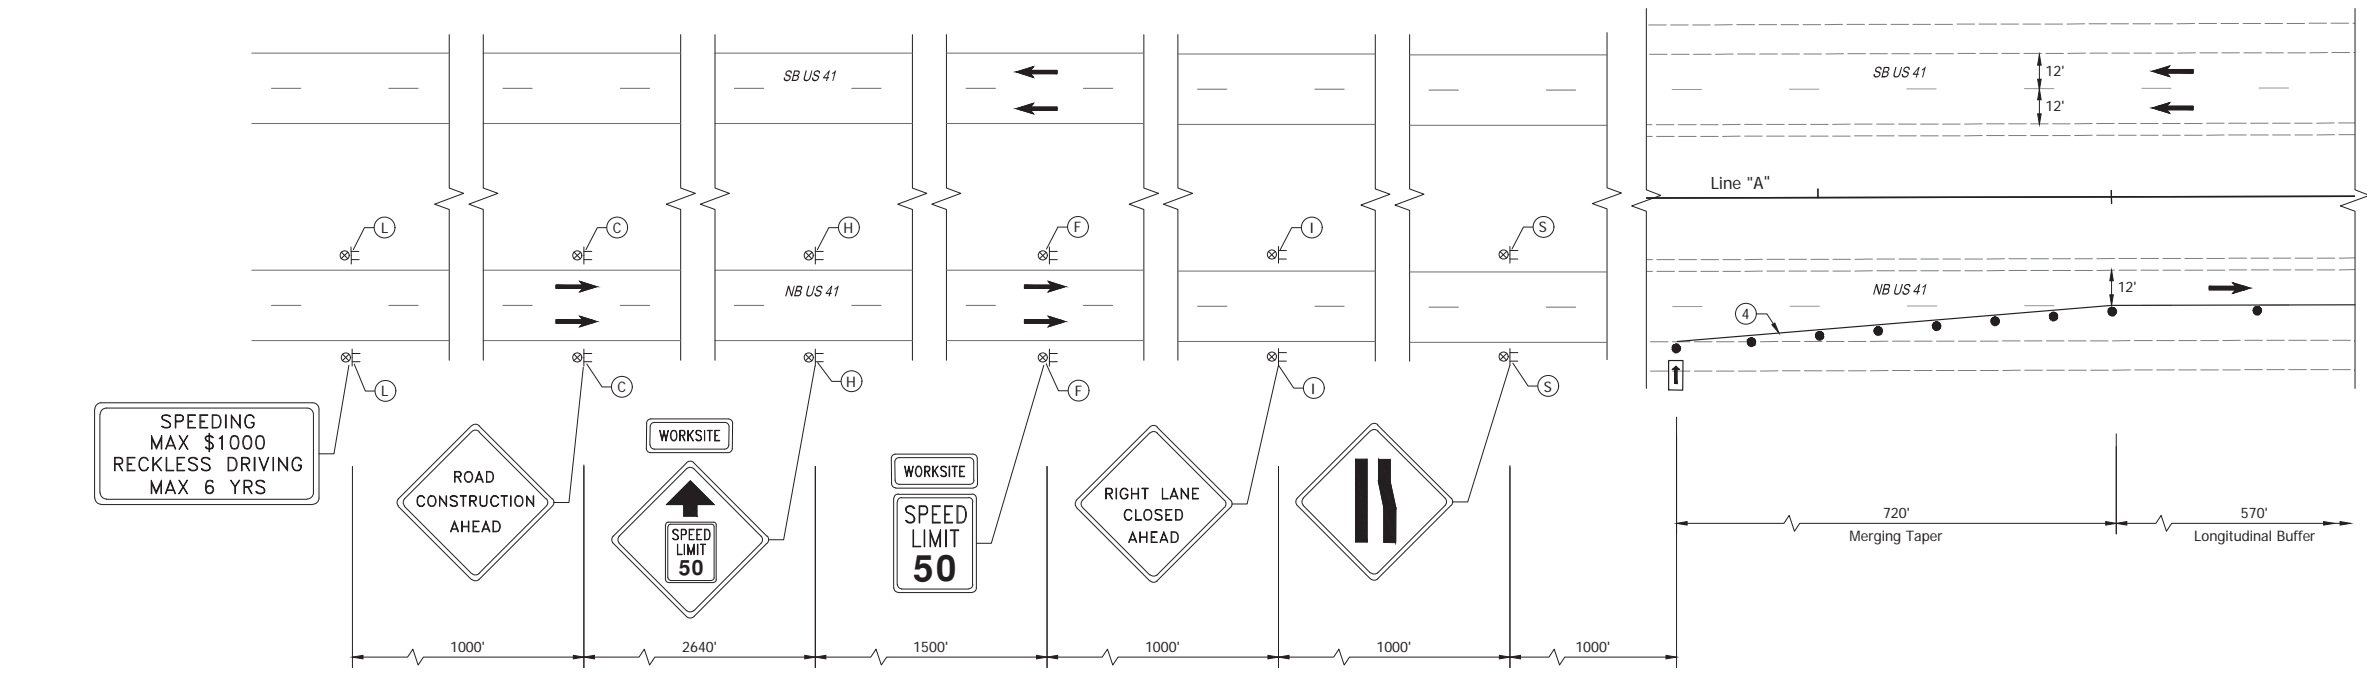 SB US 41
SB US 41
12'
12'
Line "A"
L
C
H
F
I
S
NB US 41
NB US 41
12'
4
L
C
H
F
I
S
SPEEDING
MAX $1000
RECKLESS DRIVING
MAX 6 YRS
ROAD
CONSTRUCTION
AHEAD
WORKSITE
SPEED
LIMIT
50
WORKSITE
SPEED
LIMIT
50
RIGHT LANE
CLOSED
AHEAD
720'
Merging Taper
570'
Longitudinal Buffer
1000'
2640'
1500'
1000'
1000'
1000'